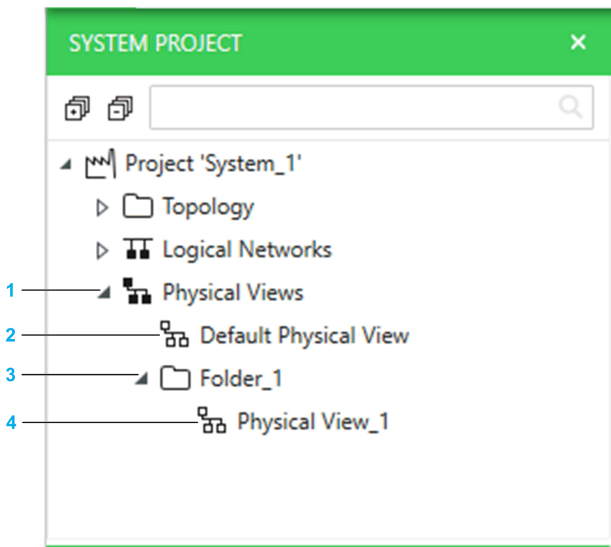 SYSTEM PROJECT
Project 'System_1'
Topology
Logical Networks
1 Physical Views
2 Default Physical View
3 Folder_1
4 Physical View_1